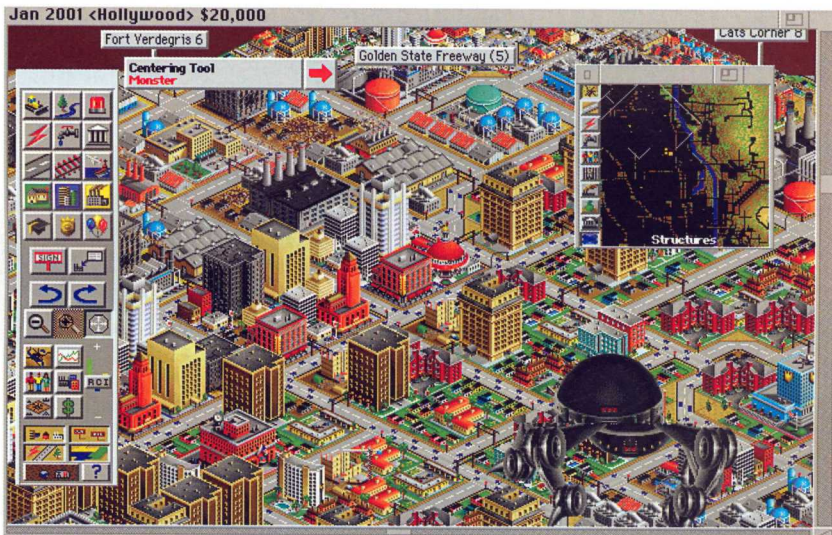 Jan 2001 <Hollywood> $20,000
Fort Verdegris 6
Cats Corner 8
Golden State Freeway (5)
Centering Tool
Monster
SIGN
RCI
?
Structures